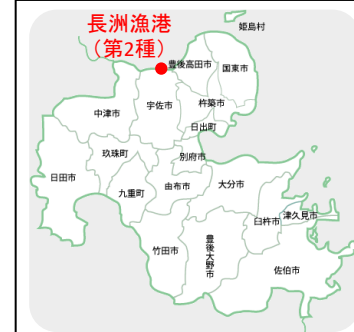 長洲漁港
（第2種）
姫島村
豊後高田市
国東市
中津市
宇佐市
杵築市
日出町
玖珠町
別府市
日田市
九重町
由布市
大分市
津久見市
臼杵市
竹田市
豊後大野市
佐伯市